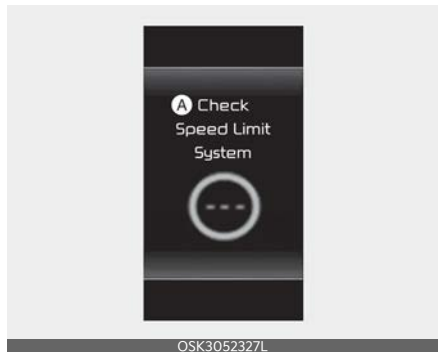 A Check
Speed Limit
System
---
OSK3052327L